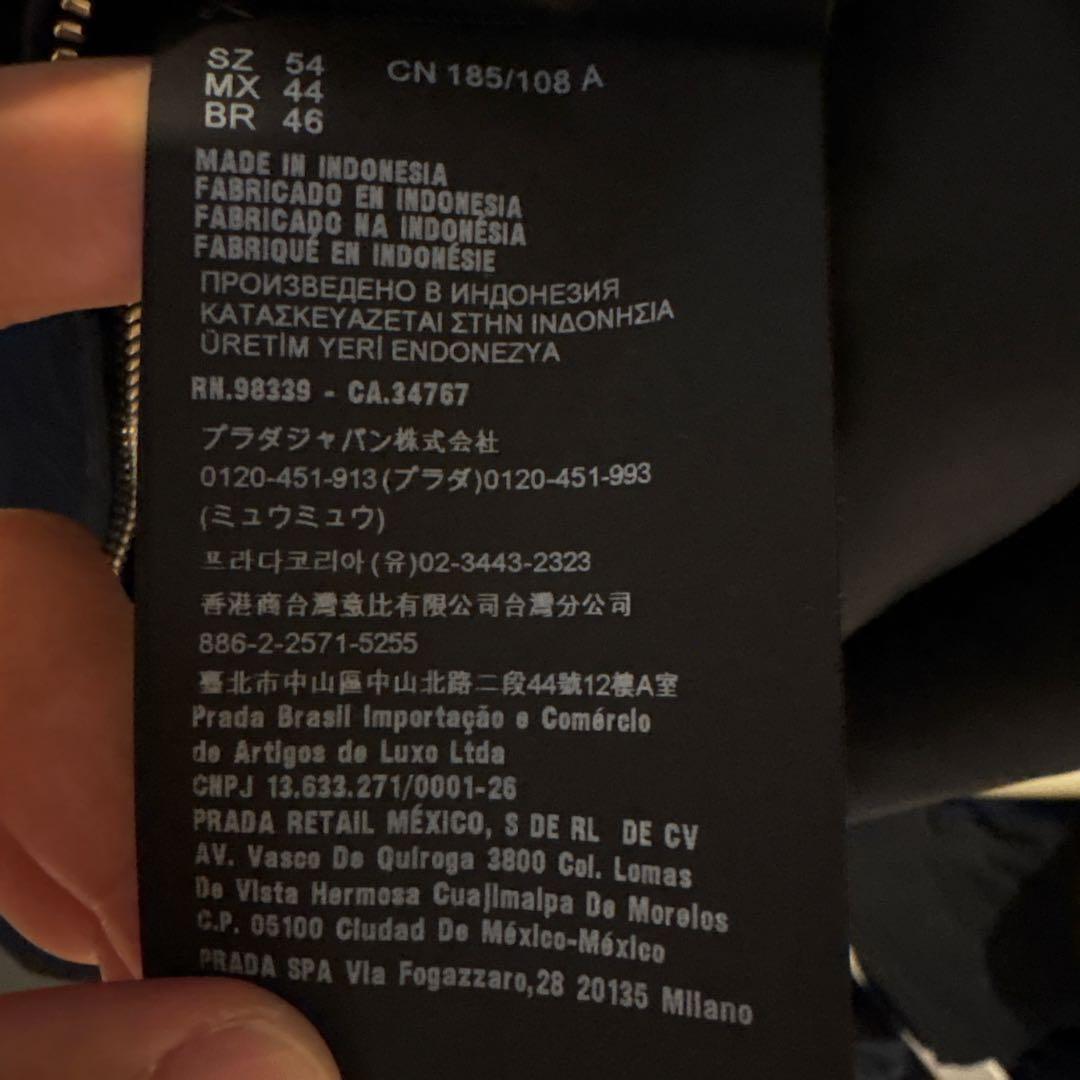 SZ 54 CN 185/108 A
MX 44
BR 46
MADE IN INDONESIA
FABRICADO EN INDONESIA
FABRICADO NA INDONÉSIA
FABRIQUÉ EN INDONÉSIE
ПРОИЗВЕДЕНО В ИНДОНЕЗИЯ
ΚΑΤΑΣΚΕΥΑΖΕΤΑΙ ΣΤΗΝ ΙΝΔΟΝΗΣΙΑ
ÜRETİM YERİ ENDONEZYA
RN.98339 - CA.34767
プラダジャパン株式会社
0120-451-913(プラダ)0120-451-993
(ミュウミュウ)
프라다코리아(유)02-3443-2323
香港商台灣意比有限公司台灣分公司
886-2-2571-5255
臺北市中山區中山北路二段44號12樓A室
Prada Brasil Importação e Comércio
de Artigos de Luxo Ltda
CNPJ 13.633.271/0001-26
PRADA RETAIL MÉXICO, S DE RL DE CV
AV. Vasco De Quiroga 3800 Col. Lomas
De Vista Hermosa Cuajimalpa De Morelos
C.P. 05100 Ciudad De México-México
PRADA SPA Via Fogazzaro,28 20135 Milano